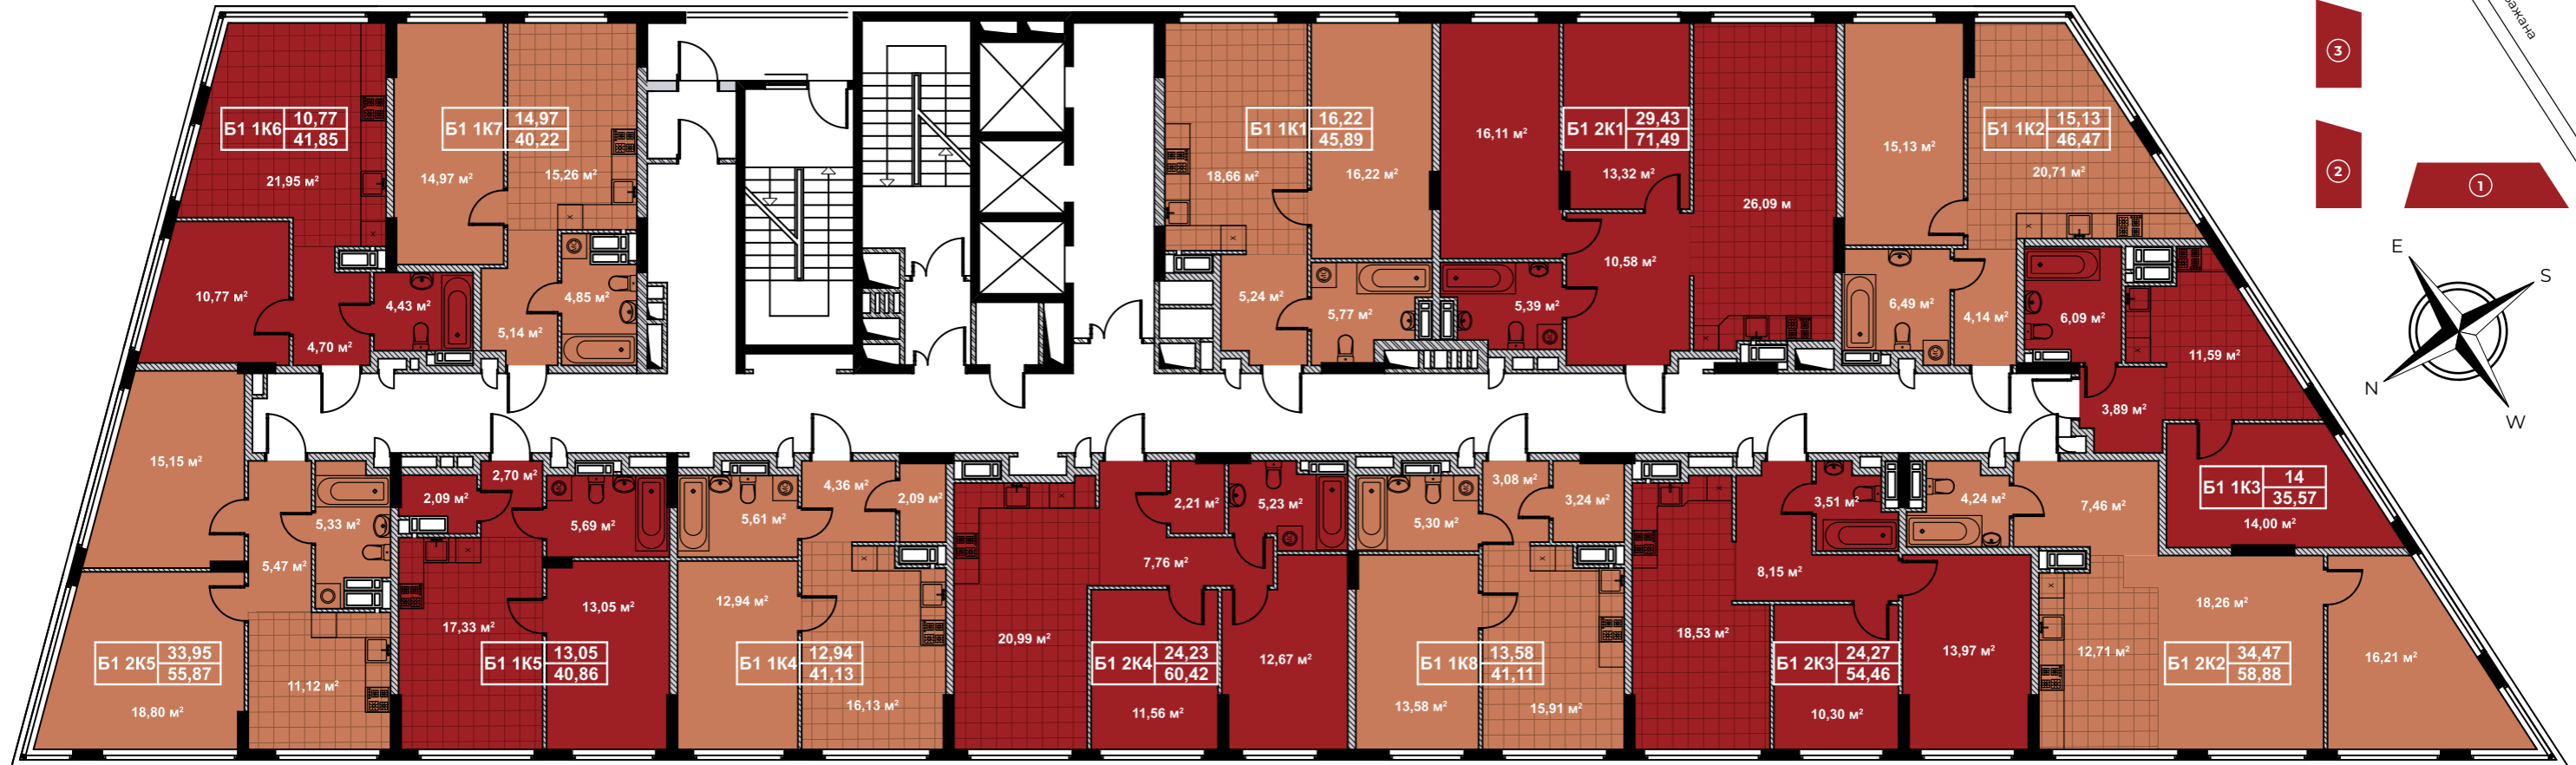 Бажана
3
2
1
E
S
N
W
Б1 1К6
10,77
41,85
21,95 м²
10,77 м²
4,43 м²
4,70 м²
Б1 1К7
14,97
40,22
14,97 м²
15,26 м²
4,85 м²
5,14 м²
Б1 1К1
16,22
45,89
18,66 м²
16,22 м²
5,24 м²
5,77 м²
Б1 2К1
29,43
71,49
16,11 м²
13,32 м²
26,09 м
10,58 м²
5,39 м²
Б1 1К2
15,13
46,47
15,13 м²
20,71 м²
6,49 м²
4,14 м²
6,09 м²
11,59 м²
3,89 м²
Б1 1К3
14
35,57
14,00 м²
15,15 м²
5,33 м²
5,47 м²
Б1 2К5
33,95
55,87
18,80 м²
11,12 м²
2,70 м²
2,09 м²
5,69 м²
13,05 м²
17,33 м²
Б1 1К5
13,05
40,86
4,36 м²
2,09 м²
5,61 м²
12,94 м²
Б1 1К4
12,94
41,13
16,13 м²
2,21 м²
5,23 м²
7,76 м²
20,99 м²
Б1 2К4
24,23
60,42
12,67 м²
11,56 м²
3,08 м²
3,24 м²
5,30 м²
Б1 1К8
13,58
41,11
13,58 м²
15,91 м²
3,51 м²
8,15 м²
18,53 м²
Б1 2К3
24,27
54,46
13,97 м²
10,30 м²
4,24 м²
7,46 м²
18,26 м²
12,71 м²
Б1 2К2
34,47
58,88
16,21 м²